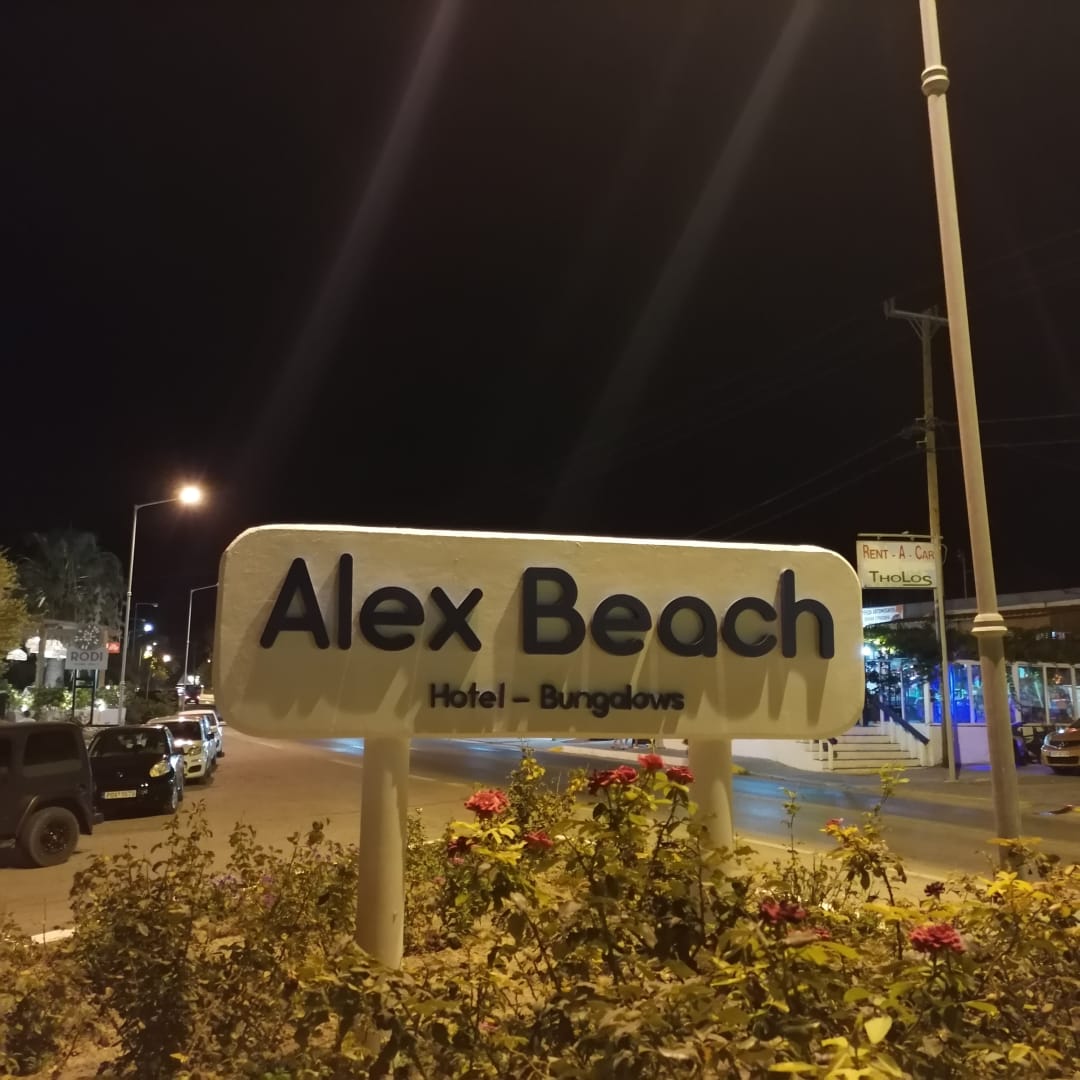 Alex Beach
Hotel – Bungalows
RENT - A - CAR
THOLOS
RODI